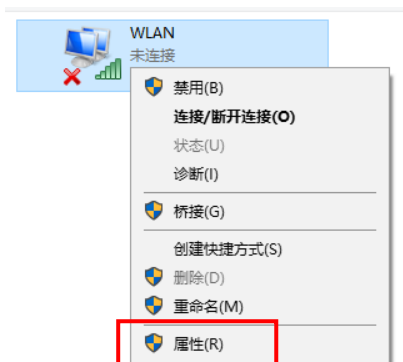 WLAN
未连接
禁用(B)
连接/断开连接(O)
状态(U)
诊断(I)
桥接(G)
创建快捷方式(S)
删除(D)
重命名(M)
属性(R)